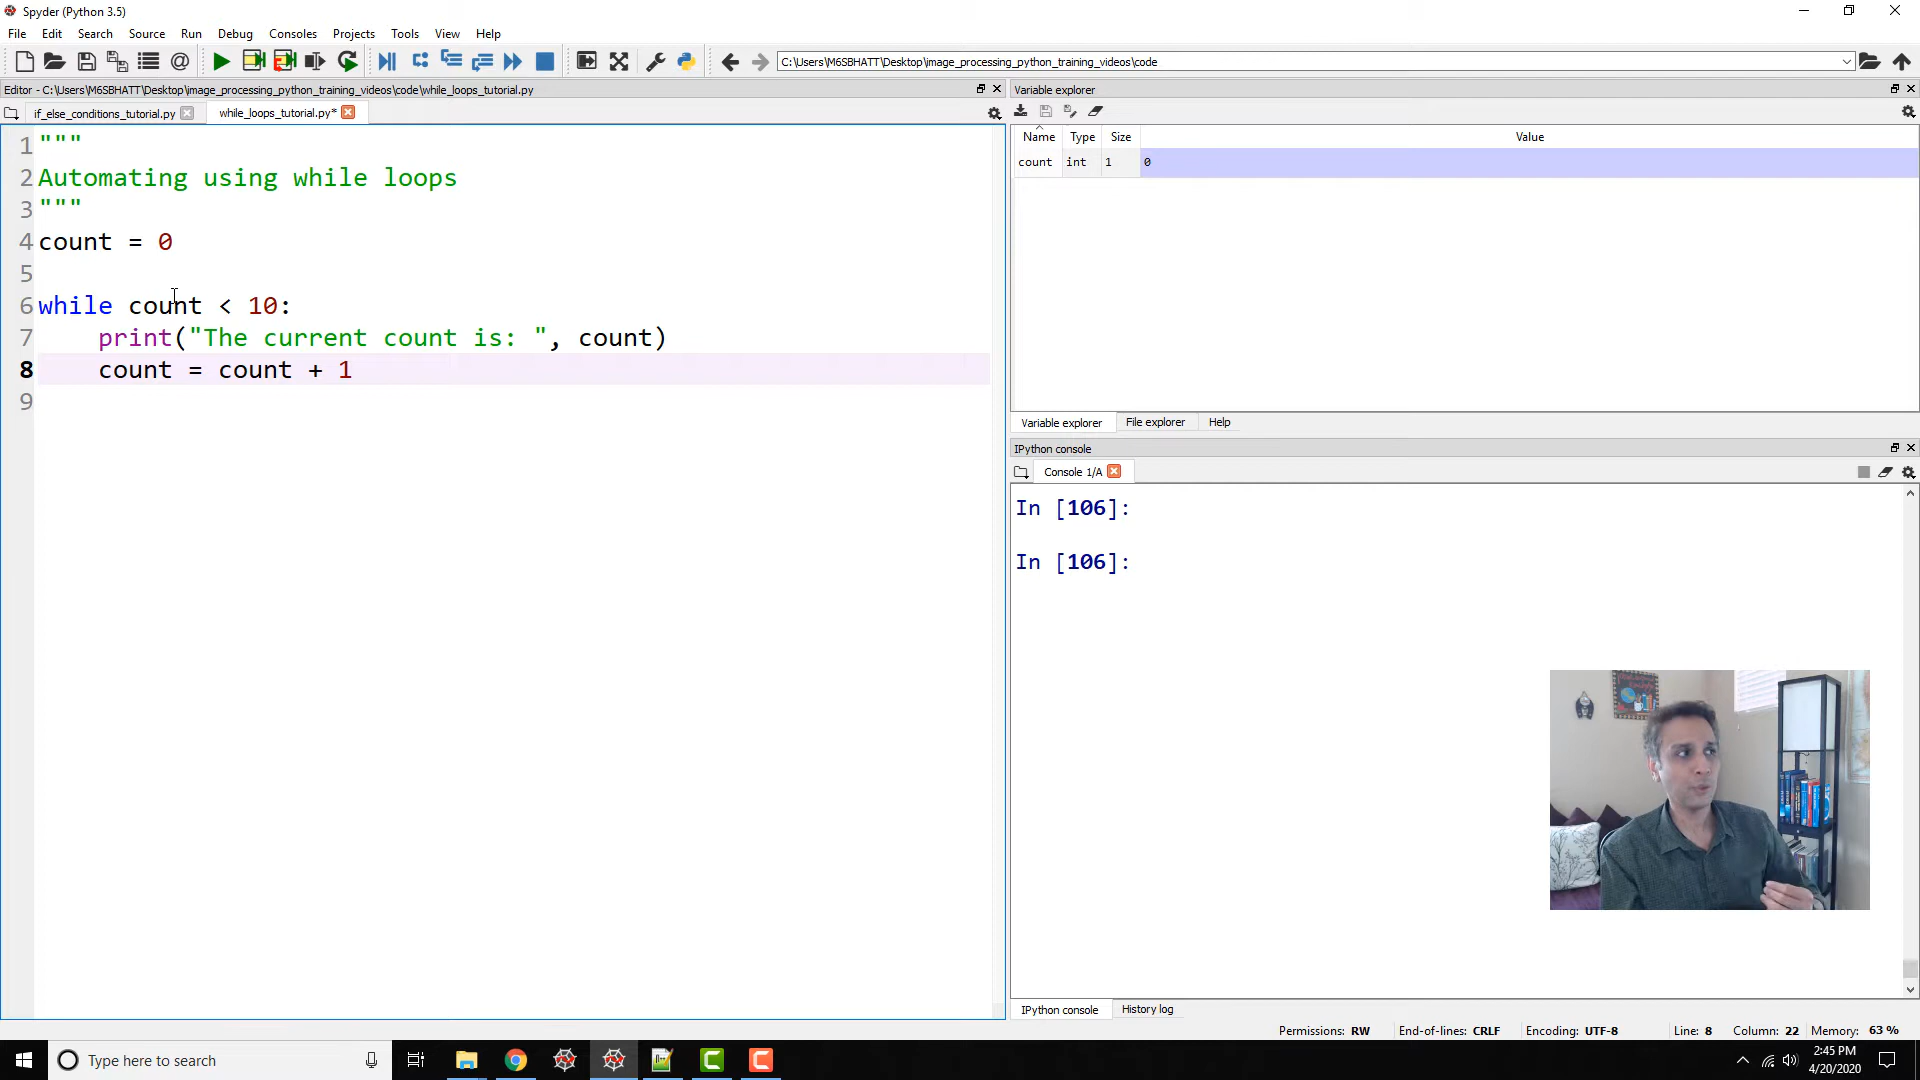 Spyder (Python 3.5)
File Edit Search Source Run Debug Consoles Projects Tools View Help
C:\Users\M6SBHATT\Desktop\image_processing_python_training_videos\code
Editor - C:\Users\M6SBHATT\Desktop\image_processing_python_training_videos\code\while_loops_tutorial.py
if_else_conditions_tutorial.py while_loops_tutorial.py*
1 """
2 Automating using while loops
3 """
4 count = 0
5
6 while count < 10:
7 print("The current count is: ", count)
8 count = count + 1
9
Variable explorer
Name Type Size Value
count int 1 0
Variable explorer File explorer Help
IPython console
Console 1/A
In [106]:
In [106]:
IPython console History log
Permissions: RW End-of-lines: CRLF Encoding: UTF-8 Line: 8 Column: 22 Memory: 63 %
Type here to search
2:45 PM
4/20/2020